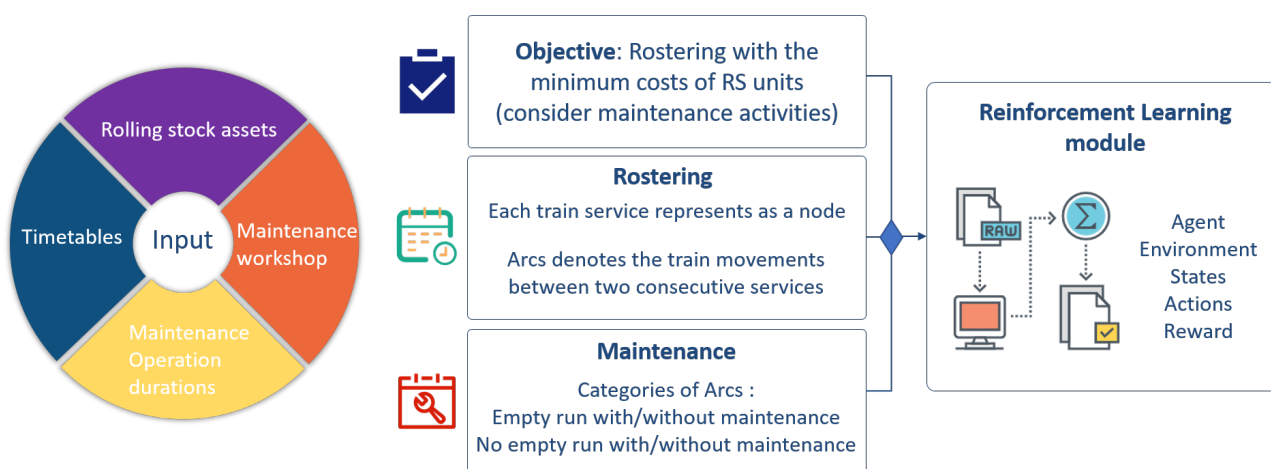 Rolling stock assets
Timetables
Input
Maintenance
workshop
Maintenance
Operation
durations
Objective: Rostering with the
minimum costs of RS units
(consider maintenance activities)
Rostering
Each train service represents as a node
Arcs denotes the train movements
between two consecutive services
Maintenance
Categories of Arcs :
Empty run with/without maintenance
No empty run with/without maintenance
Reinforcement Learning
module
RAW
Σ
Agent
Environment
States
Actions
Reward